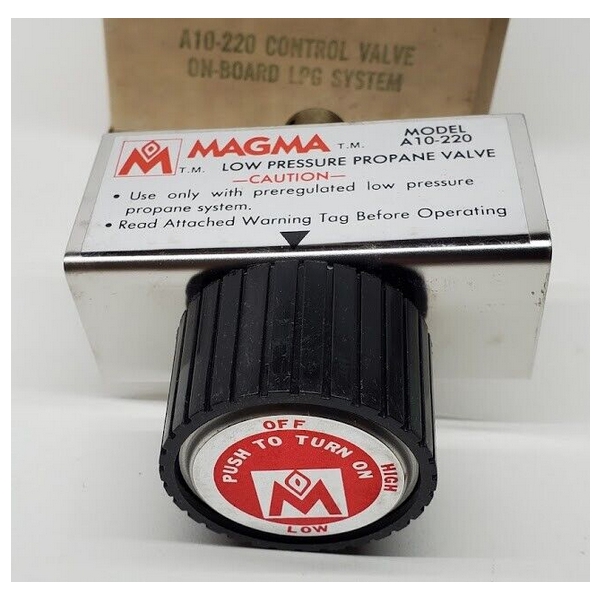 A10-220 CONTROL VALVE
ON-BOARD LPG SYSTEM
M T.M. MAGMA T.M. MODEL
A10-220
LOW PRESSURE PROPANE VALVE
—CAUTION—
• Use only with preregulated low pressure
propane system.
• Read Attached Warning Tag Before Operating
OFF
PUSH TO TURN ON
HIGH
M
LOW